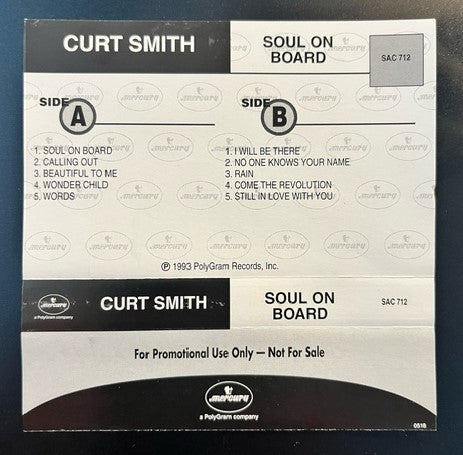 CURT SMITH
SOUL ON
BOARD
SAC 712
SIDE A
SIDE B
1. SOUL ON BOARD
2. CALLING OUT
3. BEAUTIFUL TO ME
4. WONDER CHILD
5. WORDS
1. I WILL BE THERE
2. NO ONE KNOWS YOUR NAME
3. RAIN
4. COME THE REVOLUTION
5. STILL IN LOVE WITH YOU
℗ 1993 PolyGram Records, Inc.
mercury
a PolyGram company
CURT SMITH
SOUL ON
BOARD
SAC 712
For Promotional Use Only — Not For Sale
mercury
a PolyGram company
0518